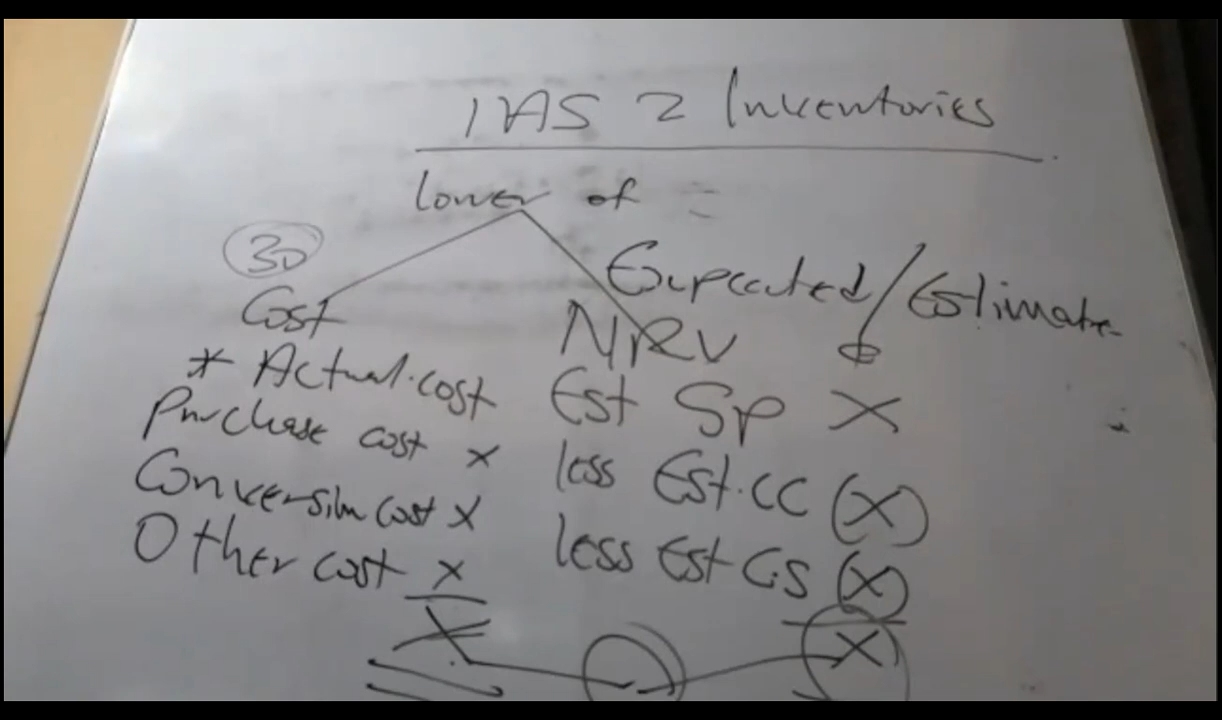 IAS 2 Inventories
lower of
30
Expected/Estimate
Cost
NRV
* Actual cost
Est SP X
Purchase cost X
less Est.CC (X)
Conversion cost X
less Est CS (X)
Other cost X
X
X